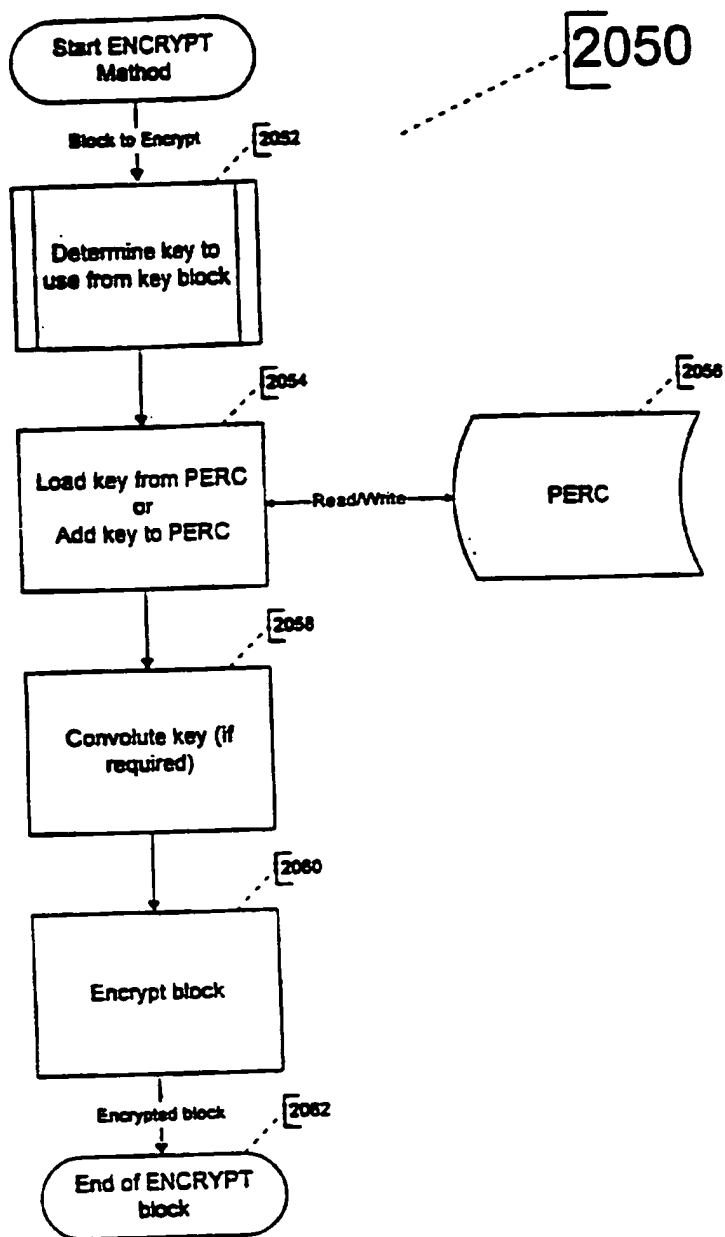 Start ENCRYPT
Method
2050
Block to Encrypt
2052
Determine key to
use from key block
2054
2056
Load key from PERC
or
Add key to PERC
Read/Write
PERC
2058
Convolute key (if
required)
2060
Encrypt block
Encrypted block
2062
End of ENCRYPT
block